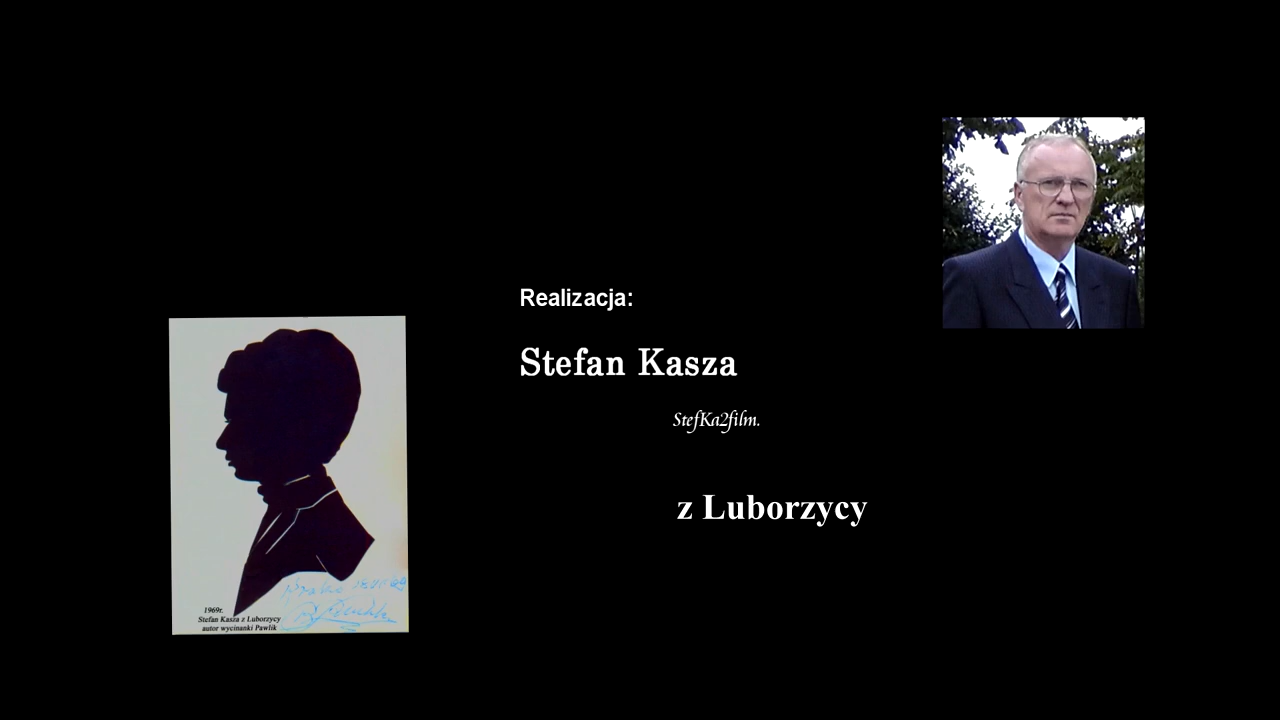 Realizacja:
Stefan Kasza
StefKa2film.
z Luborzycy
1969r.
Stefan Kasza z Luborzycy
autor wycinanki Pawlik